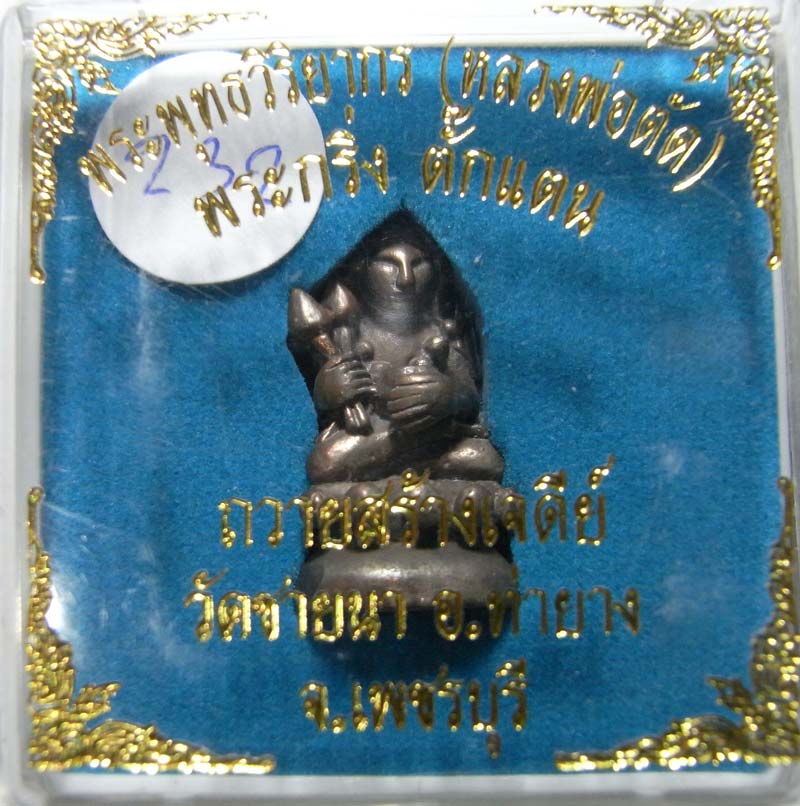 พระพุทธวิริยากร (หลวงพ่อตัด)
พระกริ่ง ตั๊กแตน
232
ถวายสร้างเจดีย์
วัดชายนา อ.ท่ายาง
จ.เพชรบุรี